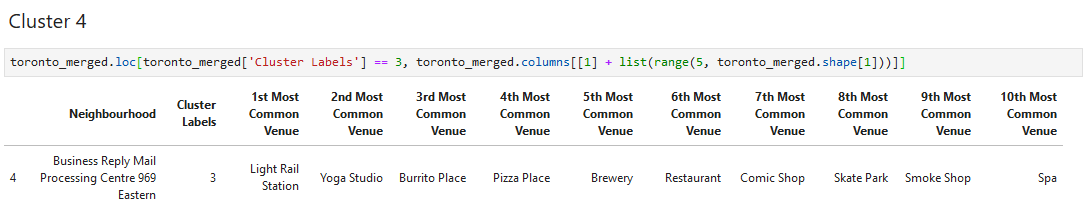 Cluster 4
toronto_merged.loc[toronto_merged['Cluster Labels'] == 3, toronto_merged.columns[[1] + list(range(5, toronto_merged.shape[1]))]]
Neighbourhood Cluster Labels 1st Most Common Venue 2nd Most Common Venue 3rd Most Common Venue 4th Most Common Venue 5th Most Common Venue 6th Most Common Venue 7th Most Common Venue 8th Most Common Venue 9th Most Common Venue 10th Most Common Venue
4 Business Reply Mail Processing Centre 969 Eastern 3 Light Rail Station Yoga Studio Burrito Place Pizza Place Brewery Restaurant Comic Shop Skate Park Smoke Shop Spa